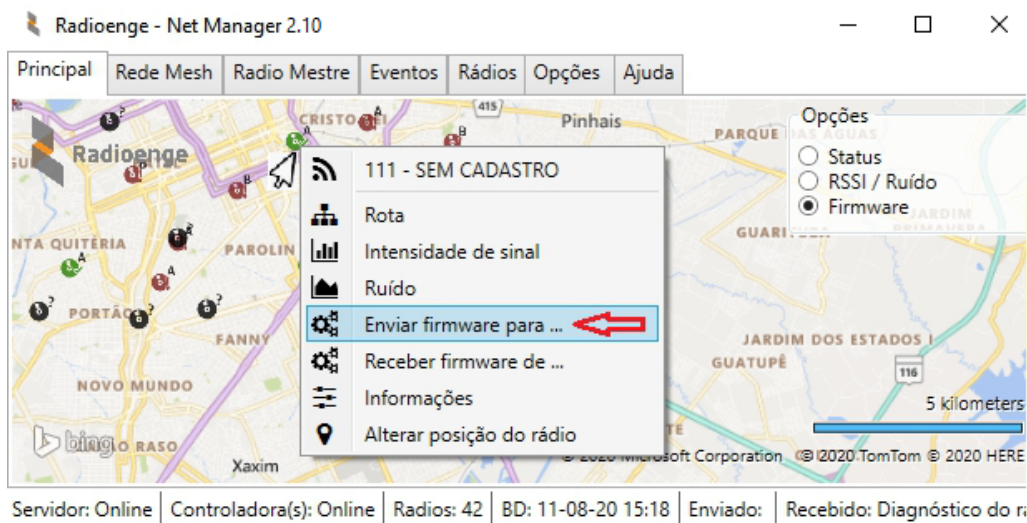 Radioenge - Net Manager 2.10
Principal Rede Mesh Radio Mestre Eventos Rádios Opções Ajuda
Radioenge
CRISTO
415
Pinhais
PARQUE DAS ÁGUAS
Opções
Status
RSSI / Ruído
Firmware
JARDIM
PRIMAVERA
111 - SEM CADASTRO
Rota
Intensidade de sinal
Ruído
Enviar firmware para ...
Receber firmware de ...
Informações
Alterar posição do rádio
NTA QUITÉRIA
PAROLIN
PORTÃO
FANNY
NOVO MUNDO
RASO
Xaxim
bing
JARDIM DOS ESTADOS I
GUATUPÊ
116
5 kilometers
© 2020 Microsoft Corporation © 2020 TomTom © 2020 HERE
Servidor: Online Controladora(s): Online Radios: 42 BD: 11-08-20 15:18 Enviado: Recebido: Diagnóstico do